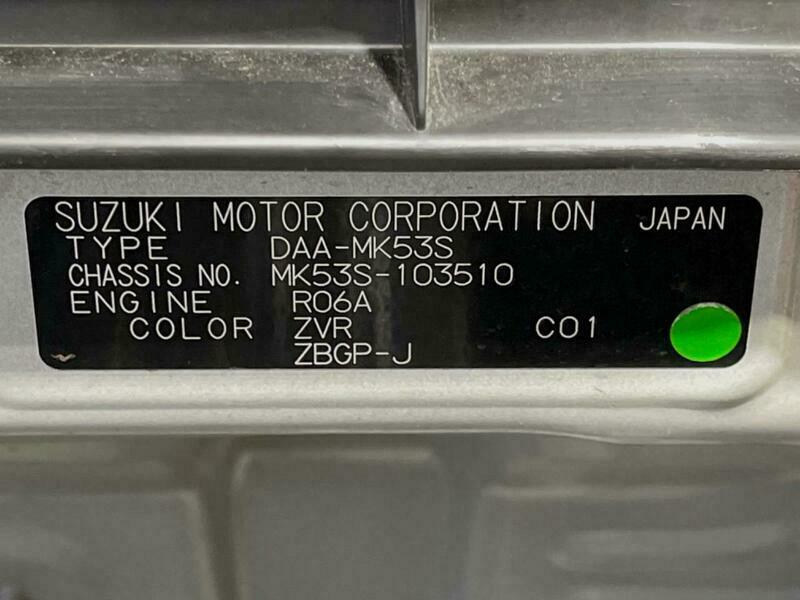 SUZUKI MOTOR CORPORATION JAPAN
TYPE DAA-MK53S
CHASSIS NO. MK53S-103510
ENGINE R06A
COLOR ZVR C01
ZBGP-J